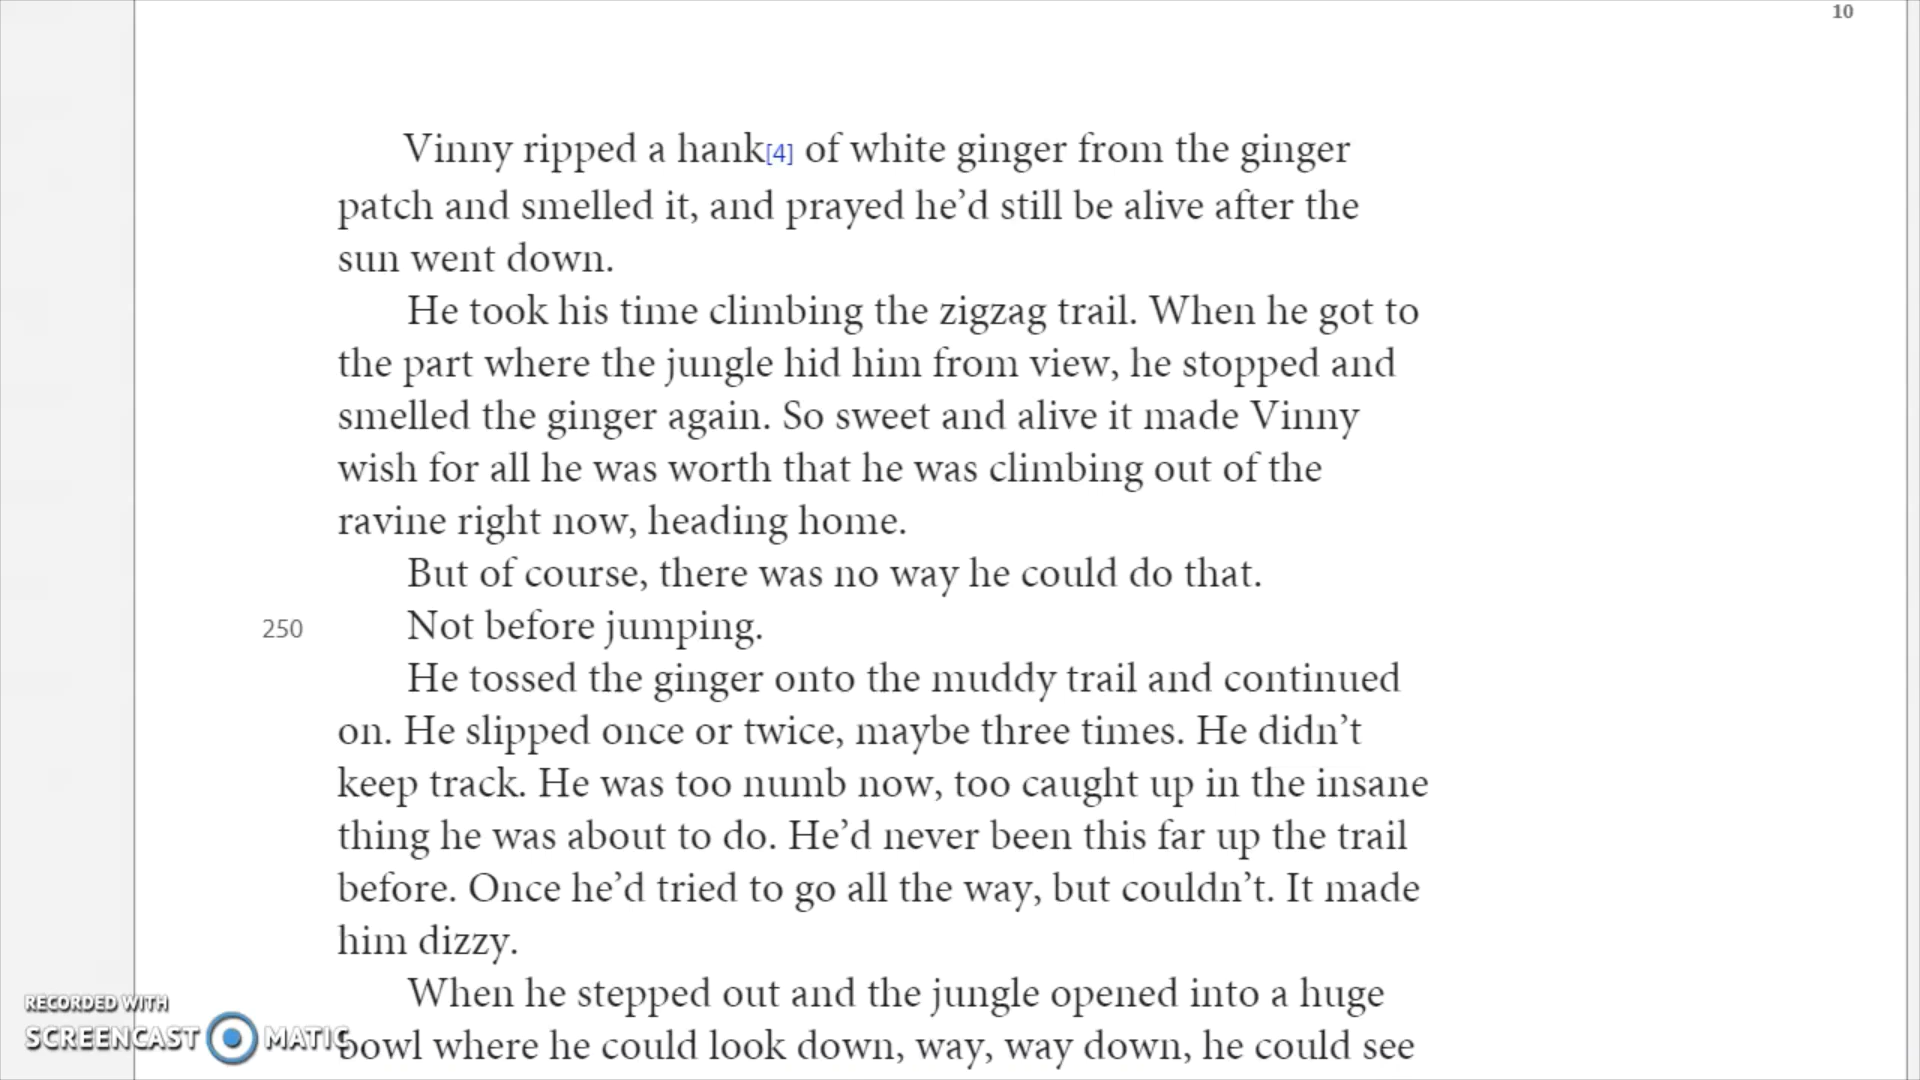 10
Vinny ripped a hank[4] of white ginger from the ginger
patch and smelled it, and prayed he’d still be alive after the
sun went down.
He took his time climbing the zigzag trail. When he got to
the part where the jungle hid him from view, he stopped and
smelled the ginger again. So sweet and alive it made Vinny
wish for all he was worth that he was climbing out of the
ravine right now, heading home.
But of course, there was no way he could do that.
250 Not before jumping.
He tossed the ginger onto the muddy trail and continued
on. He slipped once or twice, maybe three times. He didn’t
keep track. He was too numb now, too caught up in the insane
thing he was about to do. He’d never been this far up the trail
before. Once he’d tried to go all the way, but couldn’t. It made
him dizzy.
When he stepped out and the jungle opened into a huge
bowl where he could look down, way, way down, he could see
RECORDED WITH
SCREENCAST MATIC